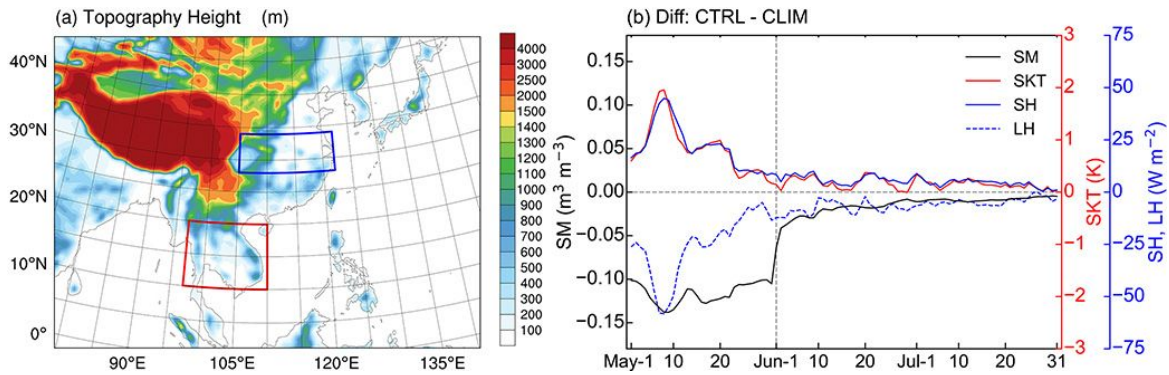 (a) Topography Height (m)
40°N
30°N
20°N
10°N
0°
90°E 105°E 120°E 135°E
4000
3000
2500
2000
1500
1400
1300
1200
1100
1000
900
800
700
600
500
400
300
200
100
(b) Diff: CTRL - CLIM
SM (m³ m⁻³)
0.15
0.10
0.05
0.00
−0.05
−0.10
−0.15
SM
SKT
SH
LH
May-1 10 20 Jun-1 10 20 Jul-1 10 20 31
SKT (K)
3
2
1
0
−1
−2
−3
SH, LH (W m⁻²)
75
50
25
0
−25
−50
−75